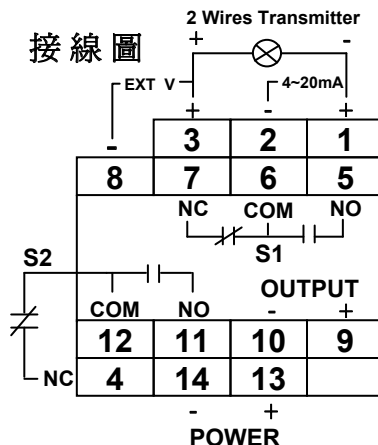 2 Wires Transmitter
接線圖
+ -
EXT V 4~20mA
- + - +
3 2 1
8 7 6 5
NC COM NO
S1
S2
OUTPUT
COM NO - +
12 11 10 9
NC 4 14 13
- +
POWER